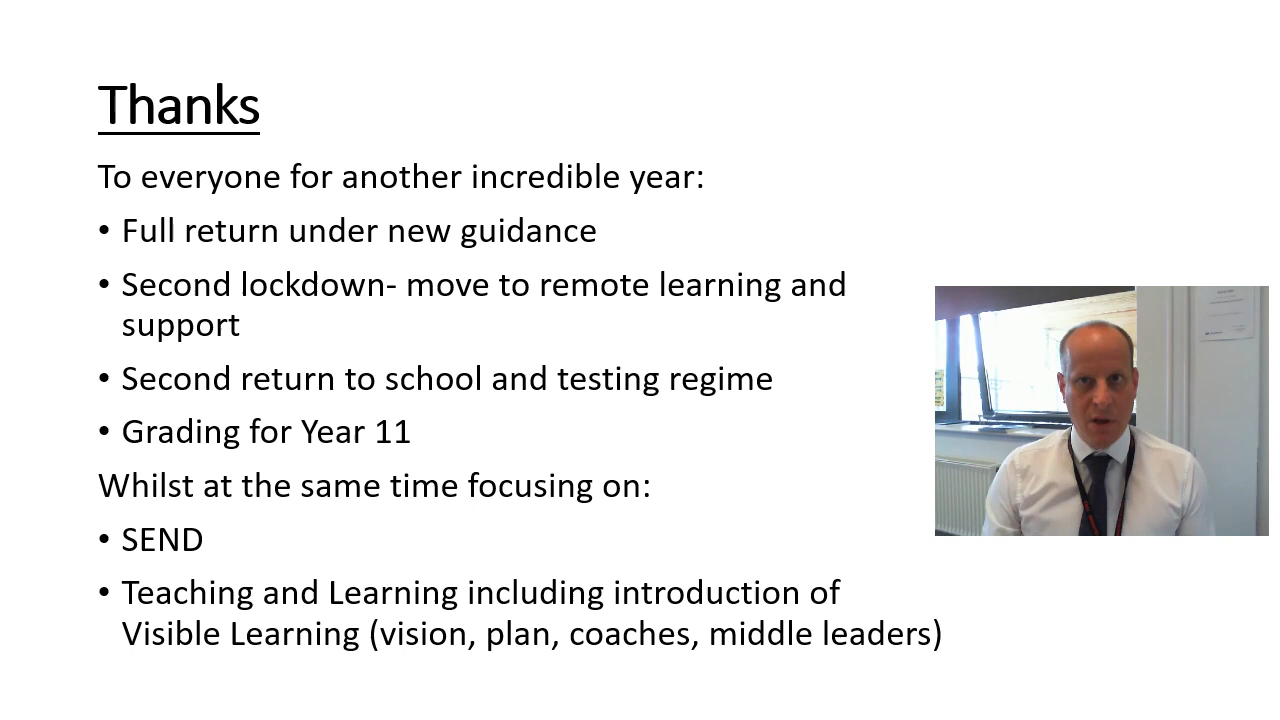 Thanks
To everyone for another incredible year:
• Full return under new guidance
• Second lockdown- move to remote learning and
support
• Second return to school and testing regime
• Grading for Year 11
Whilst at the same time focusing on:
• SEND
• Teaching and Learning including introduction of
Visible Learning (vision, plan, coaches, middle leaders)